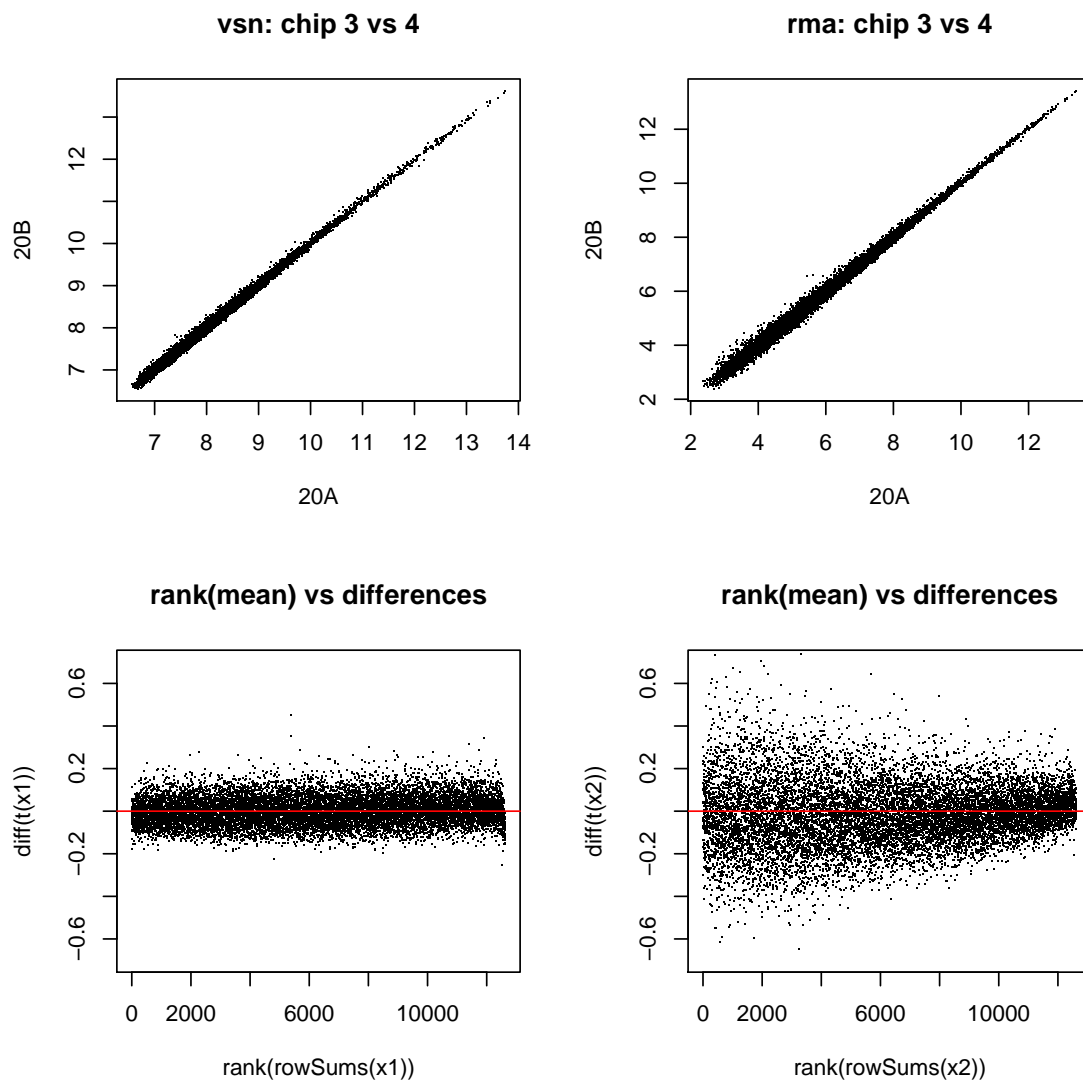 vsn: chip 3 vs 4
20B
7 8 9 10 12
7 8 9 10 11 12 13 14
20A
rma: chip 3 vs 4
20B
2 4 6 8 10 12
2 4 6 8 10 12
20A
rank(mean) vs differences
diff(t(x1))
−0.6 −0.2 0.2 0.6
0 2000 6000 10000
rank(rowSums(x1))
rank(mean) vs differences
diff(t(x2))
−0.6 −0.2 0.2 0.6
0 2000 6000 10000
rank(rowSums(x2))